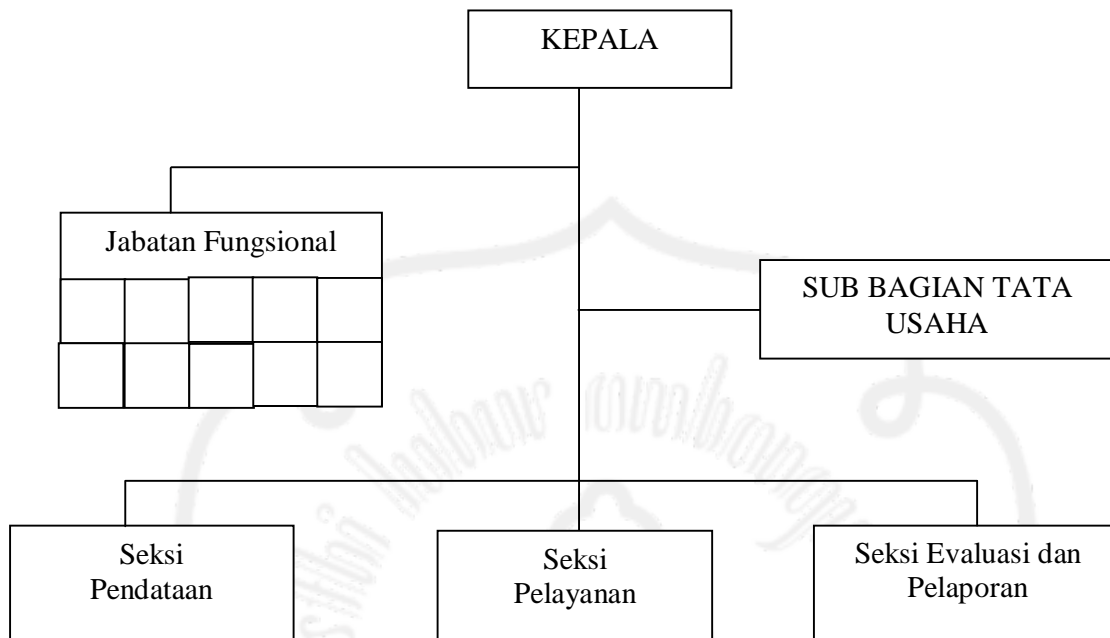 KEPALA
Jabatan Fungsional
SUB BAGIAN TATA
USAHA
Seksi
Pendataan
Seksi
Pelayanan
Seksi Evaluasi dan
Pelaporan